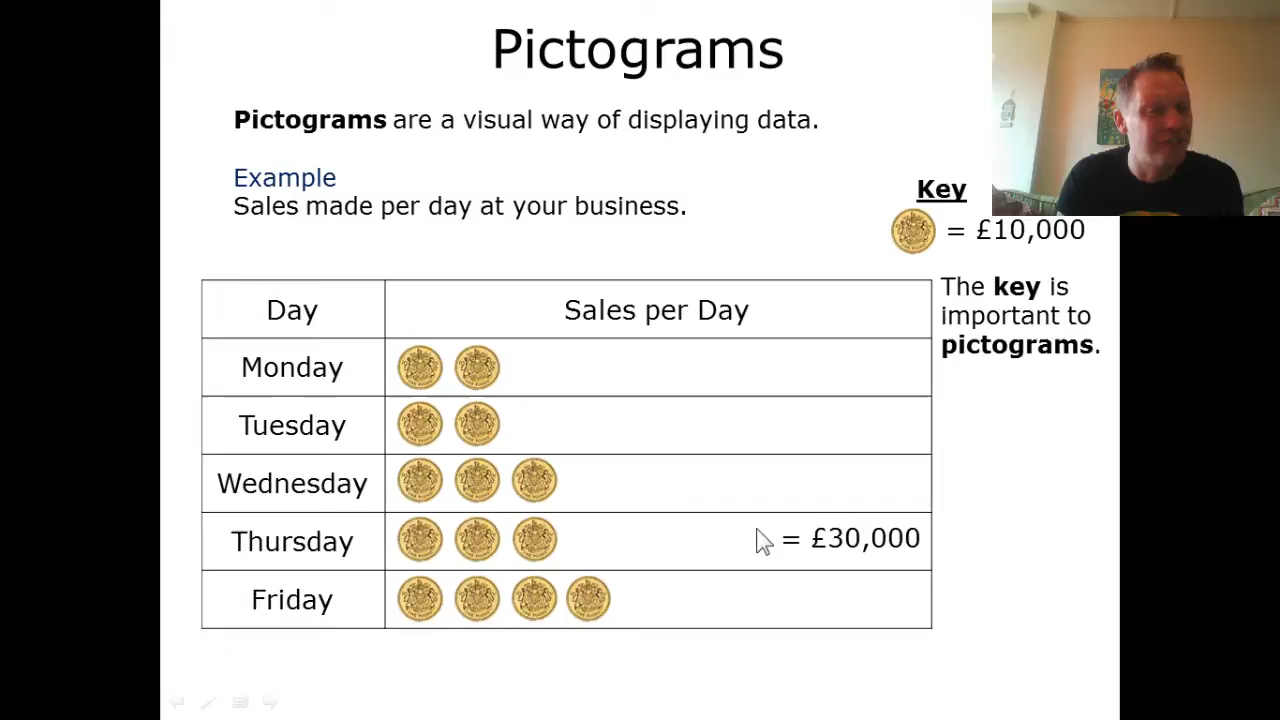 Pictograms
Pictograms are a visual way of displaying data.
Example
Sales made per day at your business.
Key
= £10,000
The key is
important to
pictograms.
Day Sales per Day
Monday
Tuesday
Wednesday
Thursday = £30,000
Friday